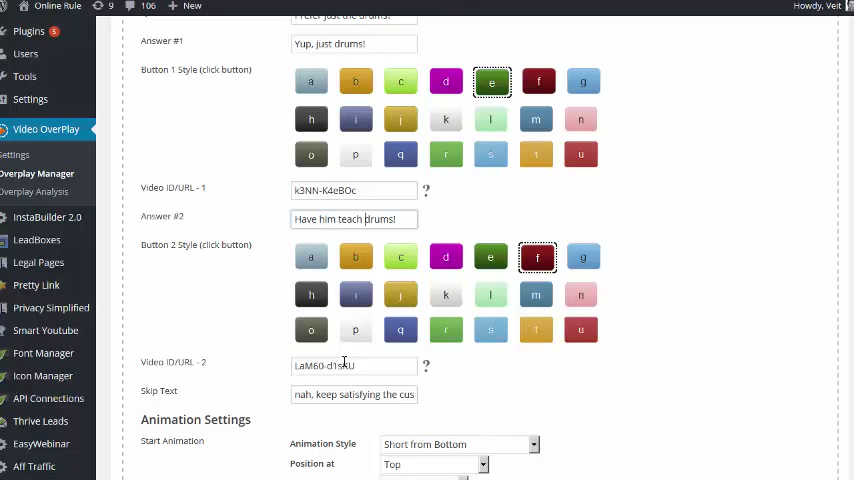 Online Rule 9 106 + New Howdy, Veit
I prefer just the drums!
Plugins 5
Users
Tools
Settings
Video OverPlay
Settings
Overplay Manager
Overplay Analysis
InstaBuilder 2.0
LeadBoxes
Legal Pages
Pretty Link
Privacy Simplified
Smart Youtube
Font Manager
Icon Manager
API Connections
Thrive Leads
EasyWebinar
Aff Traffic
Answer #1 Yup, just drums!
Button 1 Style (click button) a b c d e f g
h i j k l m n
o p q r s t u
Video ID/URL - 1 k3NN-K4eBOc ?
Answer #2 Have him teach drums!
Button 2 Style (click button) a b c d e f g
h i j k l m n
o p q r s t u
Video ID/URL - 2 ?
Skip Text nah, keep satisfying the cus
Animation Settings
Start Animation Animation Style Short from Bottom
Position at Top